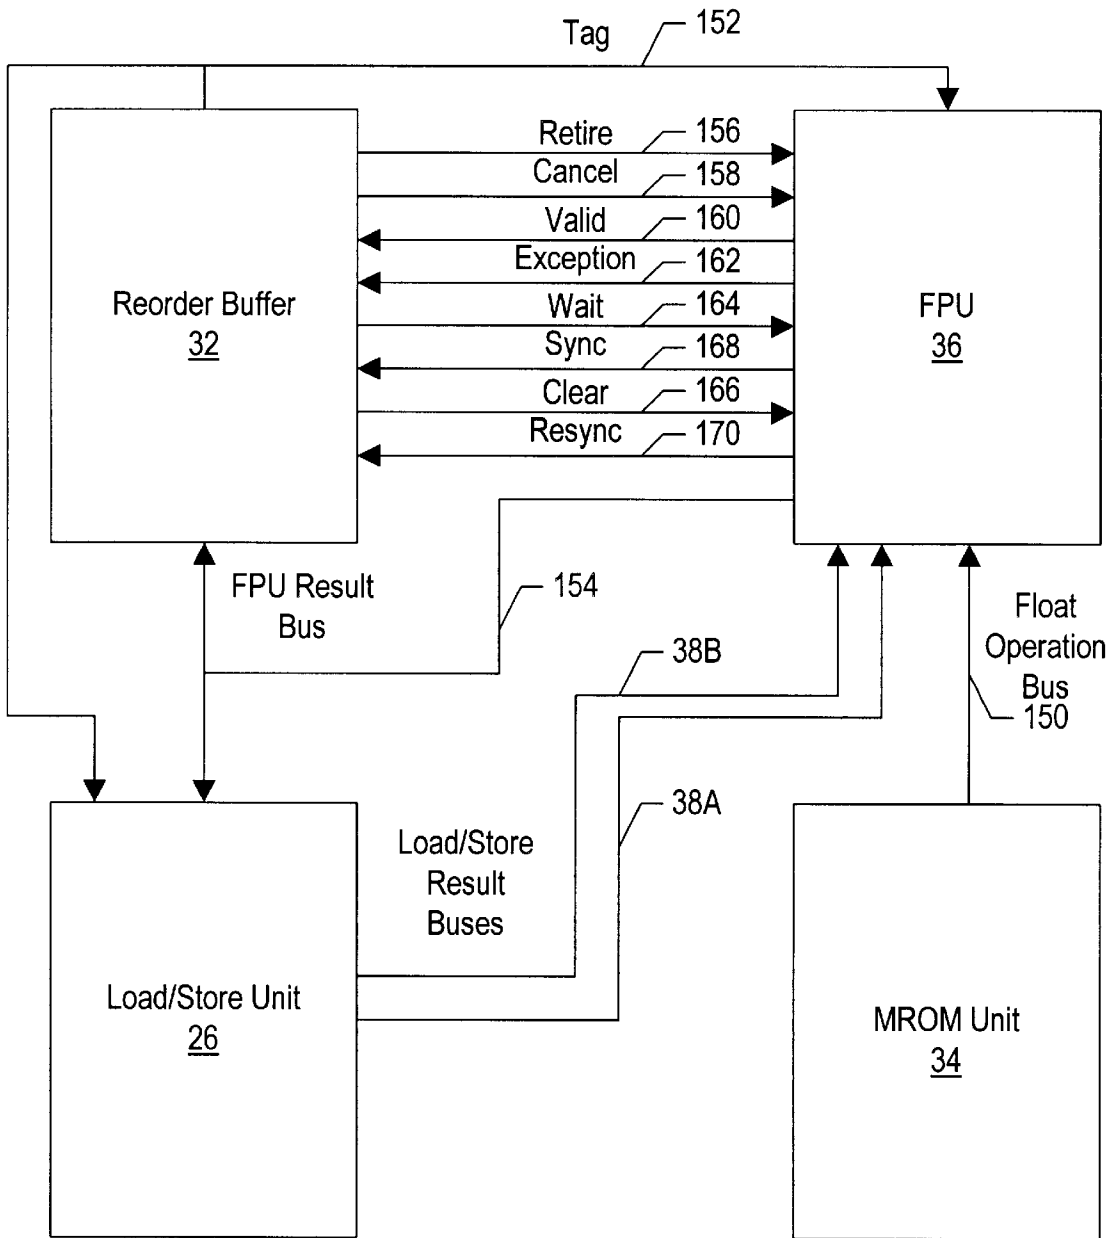 Tag
152
Retire
156
Cancel
158
Valid
160
Exception
162
Wait
164
Sync
168
Clear
166
Resync
170
Reorder Buffer
32
FPU
36
FPU Result
Bus
154
38B
Float
Operation
Bus
150
38A
Load/Store
Result
Buses
Load/Store Unit
26
MROM Unit
34